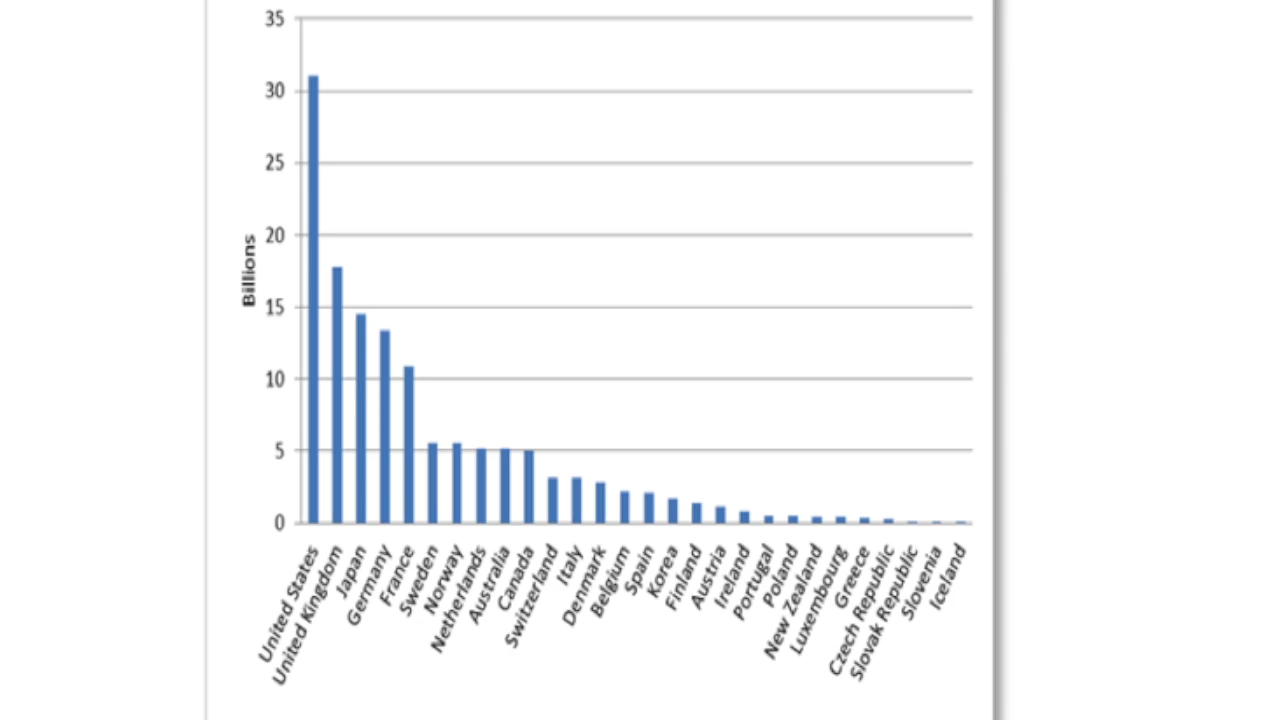 35
30
25
20
15
10
5
0
Billions
United States
United Kingdom
Japan
Germany
France
Sweden
Norway
Netherlands
Australia
Canada
Switzerland
Italy
Denmark
Belgium
Spain
Korea
Finland
Austria
Ireland
Portugal
Poland
New Zealand
Luxembourg
Greece
Czech Republic
Slovak Republic
Slovenia
Iceland